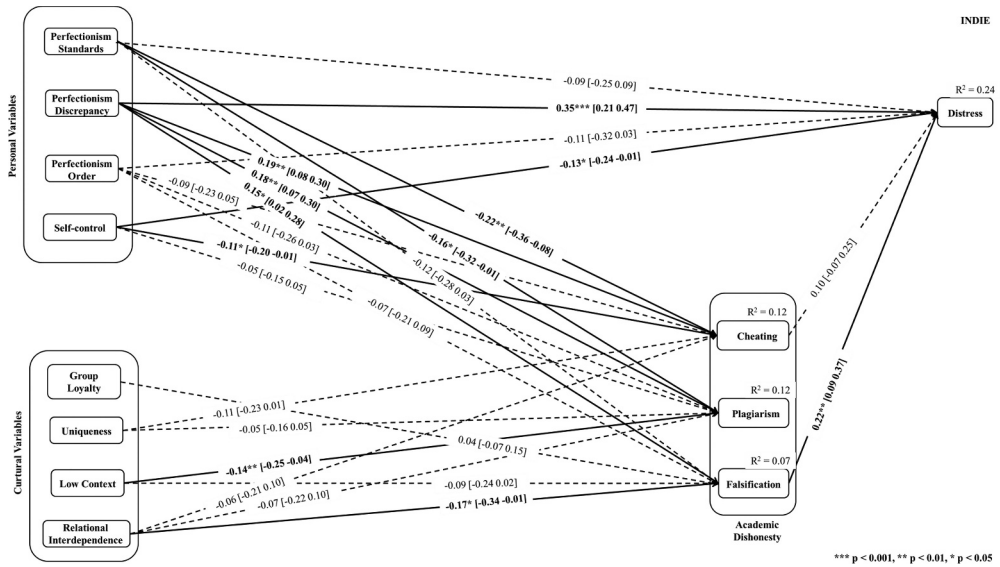 INDIE
Personal Variables
Perfectionism
Standards
Perfectionism
Discrepancy
Perfectionism
Order
Self-control
Curtural Variables
Group
Loyalty
Uniqueness
Low Context
Relational
Interdependence
-0.09 [-0.25 0.09]
0.35*** [0.21 0.47]
-0.11 [-0.32 0.03]
-0.13* [-0.24 -0.01]
0.19** [0.08 0.30]
0.18** [0.07 0.30]
0.15* [0.02 0.28]
-0.09 [-0.23 0.05]
-0.11 [-0.26 0.03]
-0.11* [-0.20 -0.01]
-0.05 [-0.15 0.05]
-0.07 [-0.21 0.09]
-0.22** [-0.36 -0.08]
-0.16* [-0.32 -0.01]
-0.12 [-0.28 0.03]
-0.11 [-0.23 0.01]
-0.05 [-0.16 0.05]
0.04 [-0.07 0.15]
-0.14** [-0.25 -0.04]
-0.09 [-0.24 0.02]
-0.06 [-0.21 0.10]
-0.07 [-0.22 0.10]
-0.17* [-0.34 -0.01]
0.10 [-0.07 0.25]
0.22** [0.09 0.37]
R² = 0.24
Distress
R² = 0.12
Cheating
R² = 0.12
Plagiarism
R² = 0.07
Falsification
Academic
Dishonesty
*** p < 0.001, ** p < 0.01, * p < 0.05